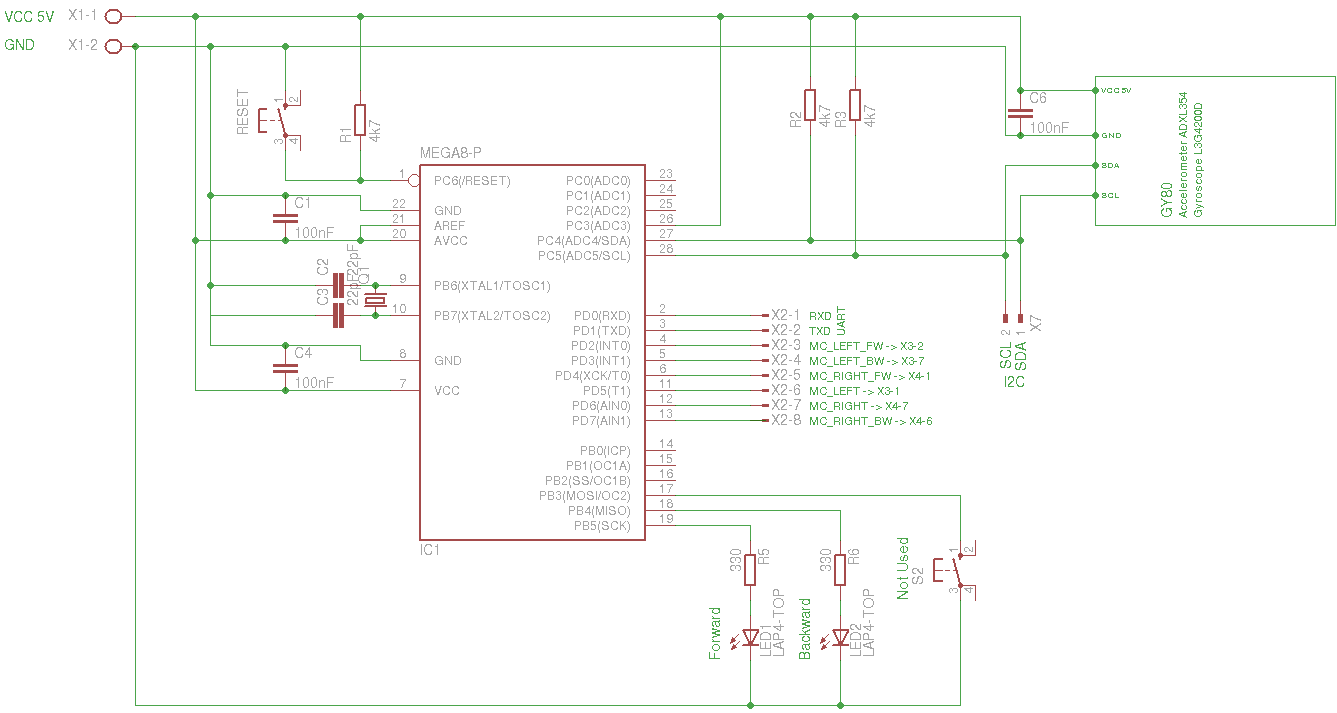 VCC 5V X1-1
GND X1-2
RESET
1
2
3
4
R1
4k7
R2
4k7
R3
4k7
C6
100nF
VCC 5V
GND
SDA
SCL
GY80
Accelerometer ADXL354
Gyroscope L3G4200D
MEGA8-P
1 PC6(/RESET)
22 GND
21 AREF
20 AVCC
9 PB6(XTAL1/TOSC1)
10 PB7(XTAL2/TOSC2)
8 GND
7 VCC
PC0(ADC0) 23
PC1(ADC1) 24
PC2(ADC2) 25
PC3(ADC3) 26
PC4(ADC4/SDA) 27
PC5(ADC5/SCL) 28
PD0(RXD) 2
PD1(TXD) 3
PD2(INT0) 4
PD3(INT1) 5
PD4(XCK/T0) 6
PD5(T1) 11
PD6(AIN0) 12
PD7(AIN1) 13
PB0(ICP) 14
PB1(OC1A) 15
PB2(SS/OC1B) 16
PB3(MOSI/OC2) 17
PB4(MISO) 18
PB5(SCK) 19
IC1
C1
100nF
C2
22pF
C3
22pF
Q1
C4
100nF
X2-1 RXD
X2-2 TXD
UART
X2-3 MC_LEFT_FW -> X3-2
X2-4 MC_LEFT_BW -> X3-7
X2-5 MC_RIGHT_FW -> X4-1
X2-6 MC_LEFT -> X3-1
X2-7 MC_RIGHT -> X4-7
X2-8 MC_RIGHT_BW -> X4-6
X7
2
1
SCL
SDA
I2C
330
R5
330
R6
Forward
LED1
LAP4-TOP
Backward
LED2
LAP4-TOP
Not Used
S2
1
2
3
4